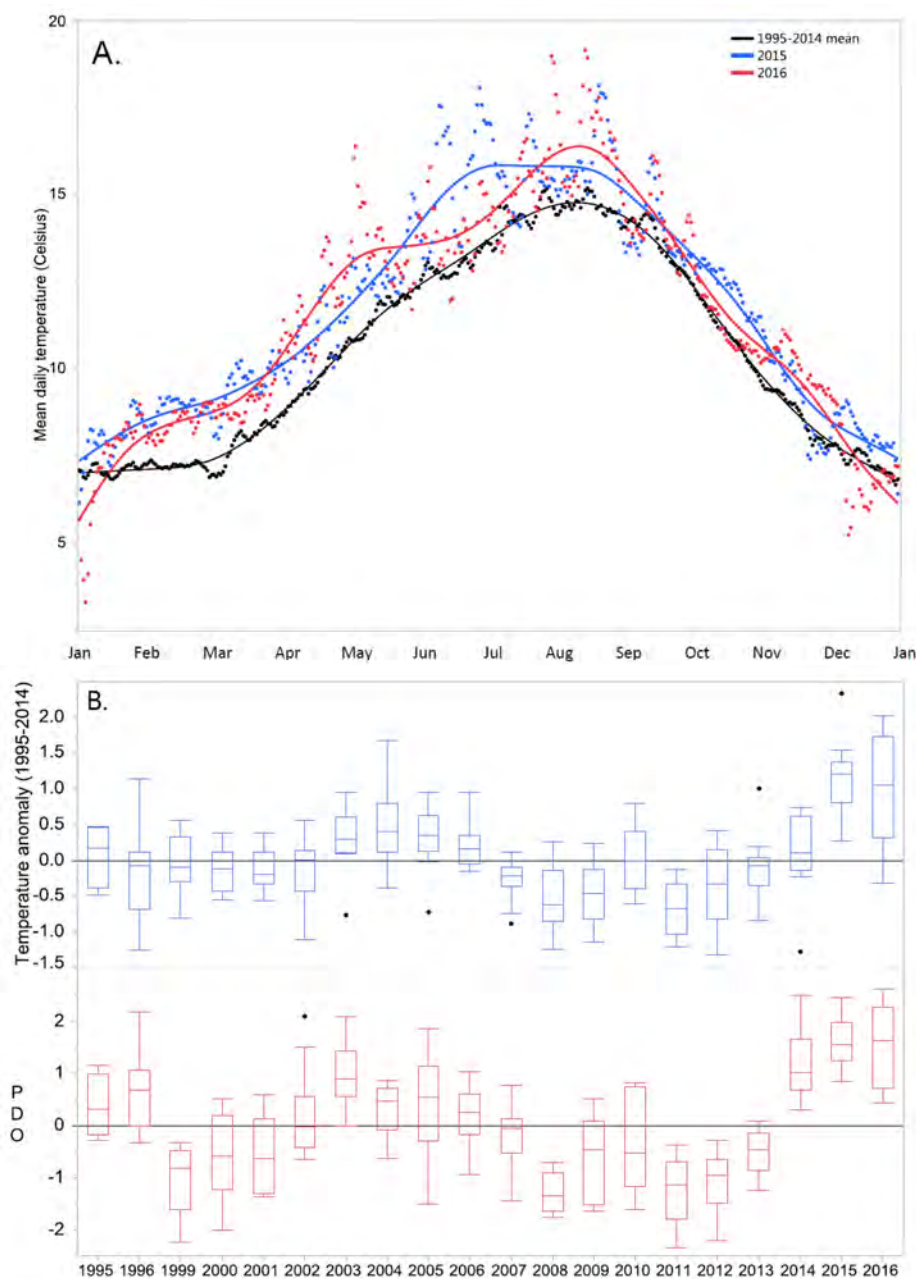 20
A.
1995-2014 mean
2015
2016
15
Mean daily temperature (Celsius)
10
5
Jan Feb Mar Apr May Jun Jul Aug Sep Oct Nov Dec Jan
B.
Temperature anomaly (1995-2014)
2.0
1.5
1.0
0.5
0.0
-0.5
-1.0
-1.5
PDO
2
1
0
-1
-2
1995 1996 1999 2000 2001 2002 2003 2004 2005 2006 2007 2008 2009 2010 2011 2012 2013 2014 2015 2016